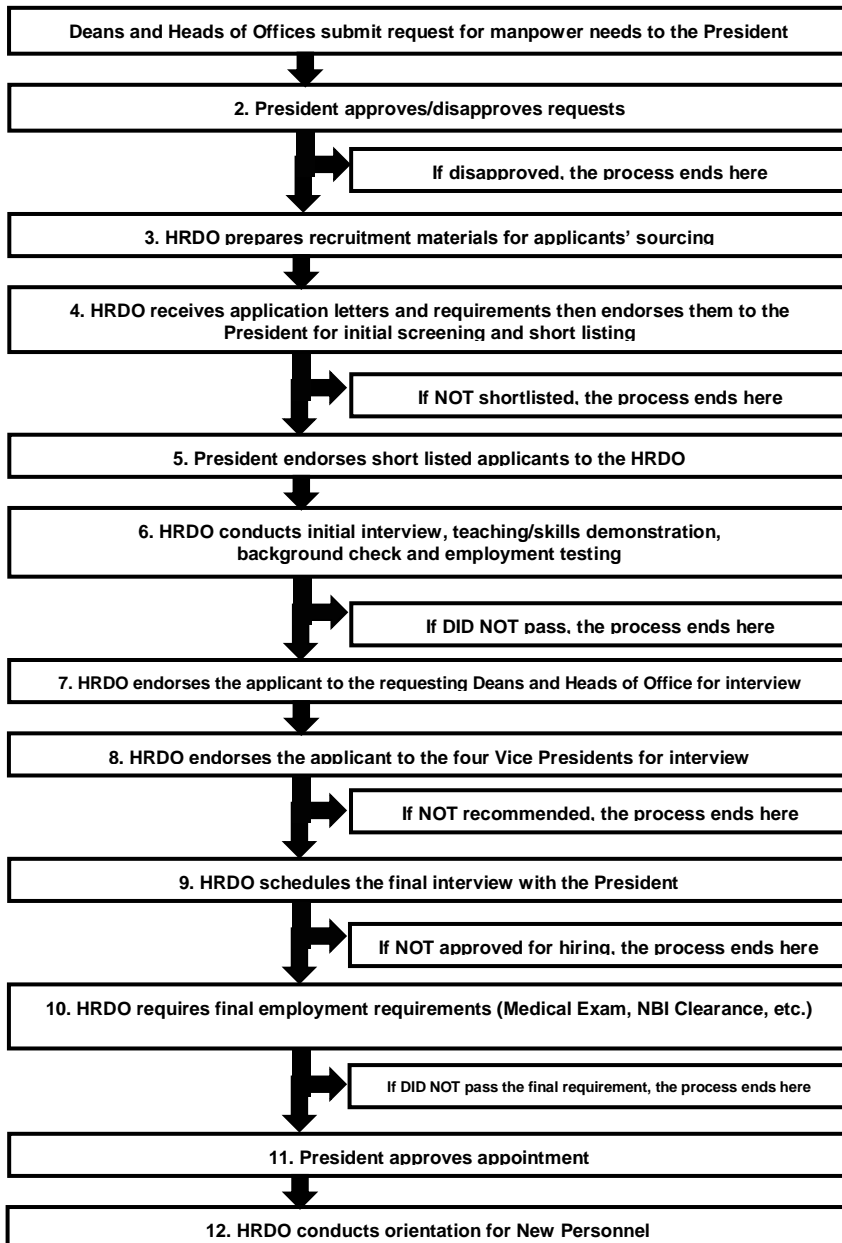 Deans and Heads of Offices submit request for manpower needs to the President
2. President approves/disapproves requests
If disapproved, the process ends here
3. HRDO prepares recruitment materials for applicants’ sourcing
4. HRDO receives application letters and requirements then endorses them to the
President for initial screening and short listing
If NOT shortlisted, the process ends here
5. President endorses short listed applicants to the HRDO
6. HRDO conducts initial interview, teaching/skills demonstration,
background check and employment testing
If DID NOT pass, the process ends here
7. HRDO endorses the applicant to the requesting Deans and Heads of Office for interview
8. HRDO endorses the applicant to the four Vice Presidents for interview
If NOT recommended, the process ends here
9. HRDO schedules the final interview with the President
If NOT approved for hiring, the process ends here
10. HRDO requires final employment requirements (Medical Exam, NBI Clearance, etc.)
If DID NOT pass the final requirement, the process ends here
11. President approves appointment
12. HRDO conducts orientation for New Personnel